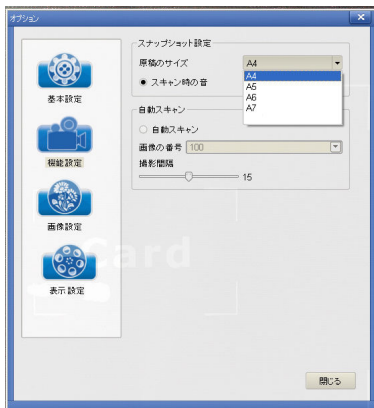 オプション
スナップショット設定
原稿のサイズ A4
A4
A5
A6
A7
スキャン時の音
自動スキャン
自動スキャン
画像の番号 100
撮影間隔
15
基本設定
機能設定
画像設定
表示設定
Card
閉じる